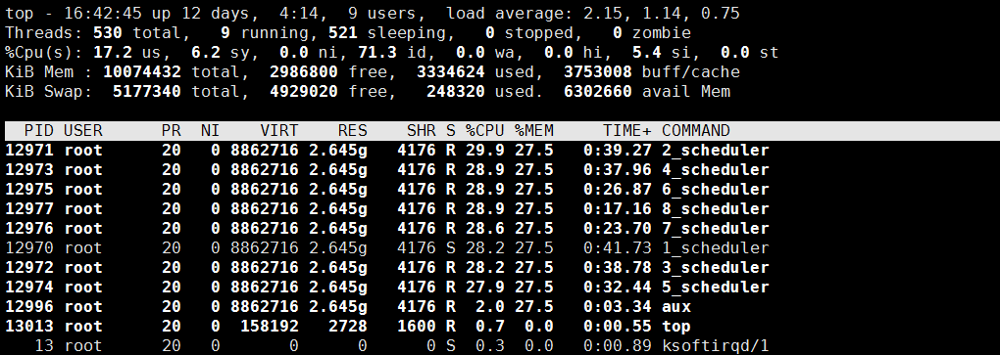 top - 16:42:45 up 12 days,  4:14,  9 users,  load average: 2.15, 1.14, 0.75
Threads: 530 total,   9 running, 521 sleeping,   0 stopped,   0 zombie
%Cpu(s): 17.2 us,  6.2 sy,  0.0 ni, 71.3 id,  0.0 wa,  0.0 hi,  5.4 si,  0.0 st
KiB Mem : 10074432 total,  2986800 free,  3334624 used,  3753008 buff/cache
KiB Swap:  5177340 total,  4929020 free,   248320 used.  6302660 avail Mem
PID USER      PR  NI    VIRT    RES    SHR S %CPU %MEM     TIME+ COMMAND
12971 root      20   0 8862716 2.645g   4176 R 29.9 27.5   0:39.27 2_scheduler
12973 root      20   0 8862716 2.645g   4176 R 28.9 27.5   0:37.96 4_scheduler
12975 root      20   0 8862716 2.645g   4176 R 28.9 27.5   0:26.87 6_scheduler
12977 root      20   0 8862716 2.645g   4176 R 28.9 27.5   0:17.16 8_scheduler
12976 root      20   0 8862716 2.645g   4176 R 28.6 27.5   0:23.70 7_scheduler
12970 root      20   0 8862716 2.645g   4176 S 28.2 27.5   0:41.73 1_scheduler
12972 root      20   0 8862716 2.645g   4176 R 28.2 27.5   0:38.78 3_scheduler
12974 root      20   0 8862716 2.645g   4176 R 27.9 27.5   0:32.44 5_scheduler
12996 root      20   0 8862716 2.645g   4176 R  2.0 27.5   0:03.34 aux
13013 root      20   0  158192   2728   1600 R  0.7  0.0   0:00.55 top
13 root      20   0       0      0      0 S  0.3  0.0   0:00.89 ksoftirqd/1